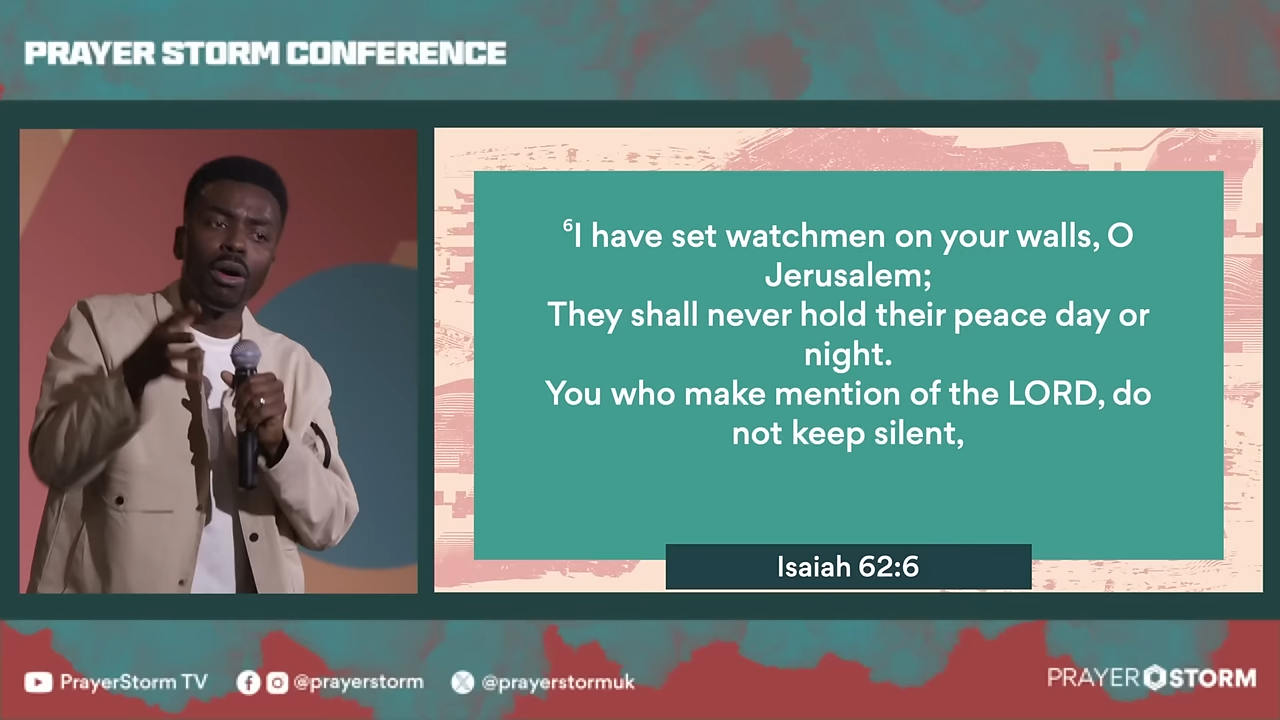 PRAYER STORM CONFERENCE
⁶I have set watchmen on your walls, O
Jerusalem;
They shall never hold their peace day or
night.
You who make mention of the LORD, do
not keep silent,
Isaiah 62:6
PrayerStorm TV
@prayerstorm
@prayerstormuk
PRAYER STORM